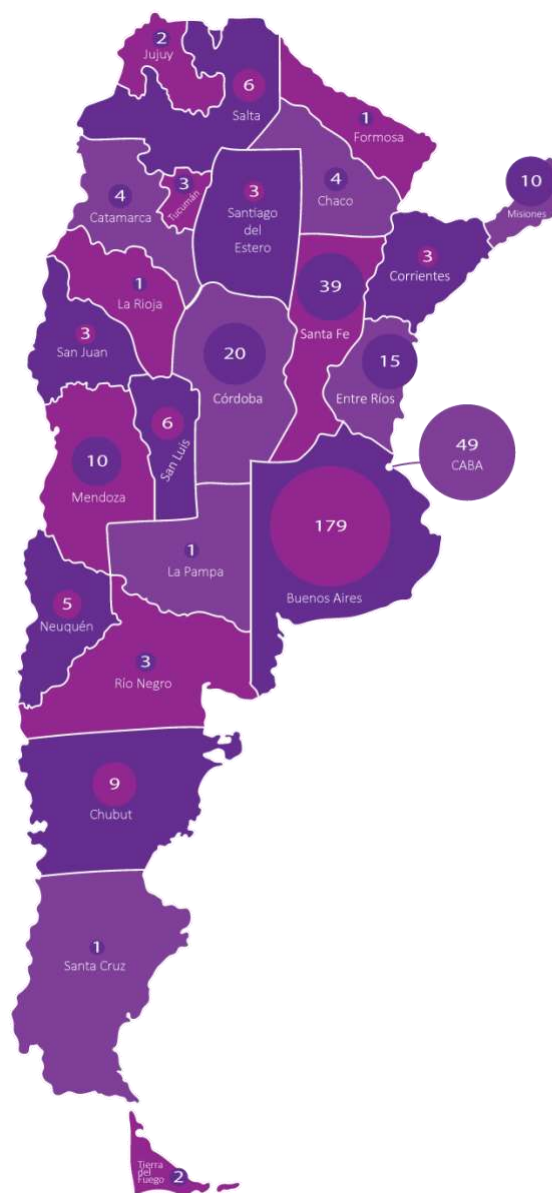 2
Jujuy
6
Salta
1
Formosa
4
Catamarca
3
Tucumán
3
Santiago
del
Estero
4
Chaco
10
Misiones
3
Corrientes
1
La Rioja
39
Santa Fe
3
San Juan
20
Córdoba
15
Entre Ríos
6
San Luis
10
Mendoza
49
CABA
179
Buenos Aires
1
La Pampa
5
Neuquén
3
Río Negro
9
Chubut
1
Santa Cruz
Tierra
del
Fuego
2